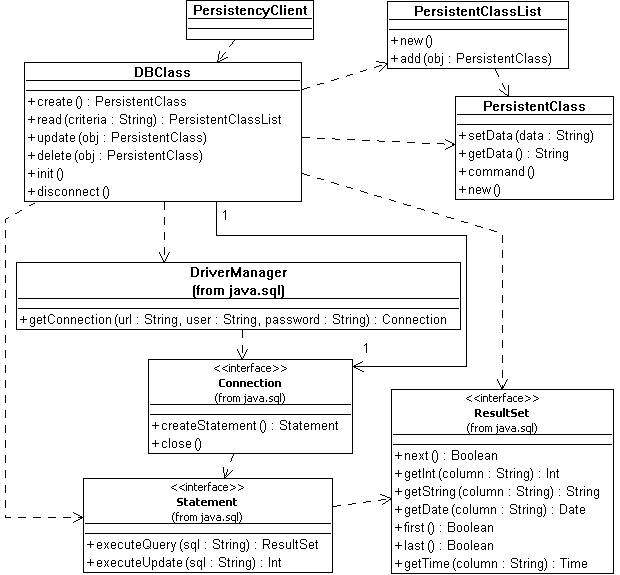 PersistencyClient
PersistentClassList
+new()
+add(obj : PersistentClass)
DBClass
+create() : PersistentClass
+read(criteria : String) : PersistentClassList
+update(obj : PersistentClass)
+delete(obj : PersistentClass)
+init()
+disconnect()
PersistentClass
+setData(data : String)
+getData() : String
+command()
+new()
1
DriverManager
(from java.sql)
+getConnection(url : String, user : String, password : String) : Connection
1
<<interface>>
Connection
(from java.sql)
+createStatement() : Statement
+close()
<<interface>>
ResultSet
(from java.sql)
+next() : Boolean
+getInt(column : String) : Int
+getString(column : String) : String
+getDate(column : String) : Date
+first() : Boolean
+last() : Boolean
+getTime(column : String) : Time
<<interface>>
Statement
(from java.sql)
+executeQuery(sql : String) : ResultSet
+executeUpdate(sql : String) : Int